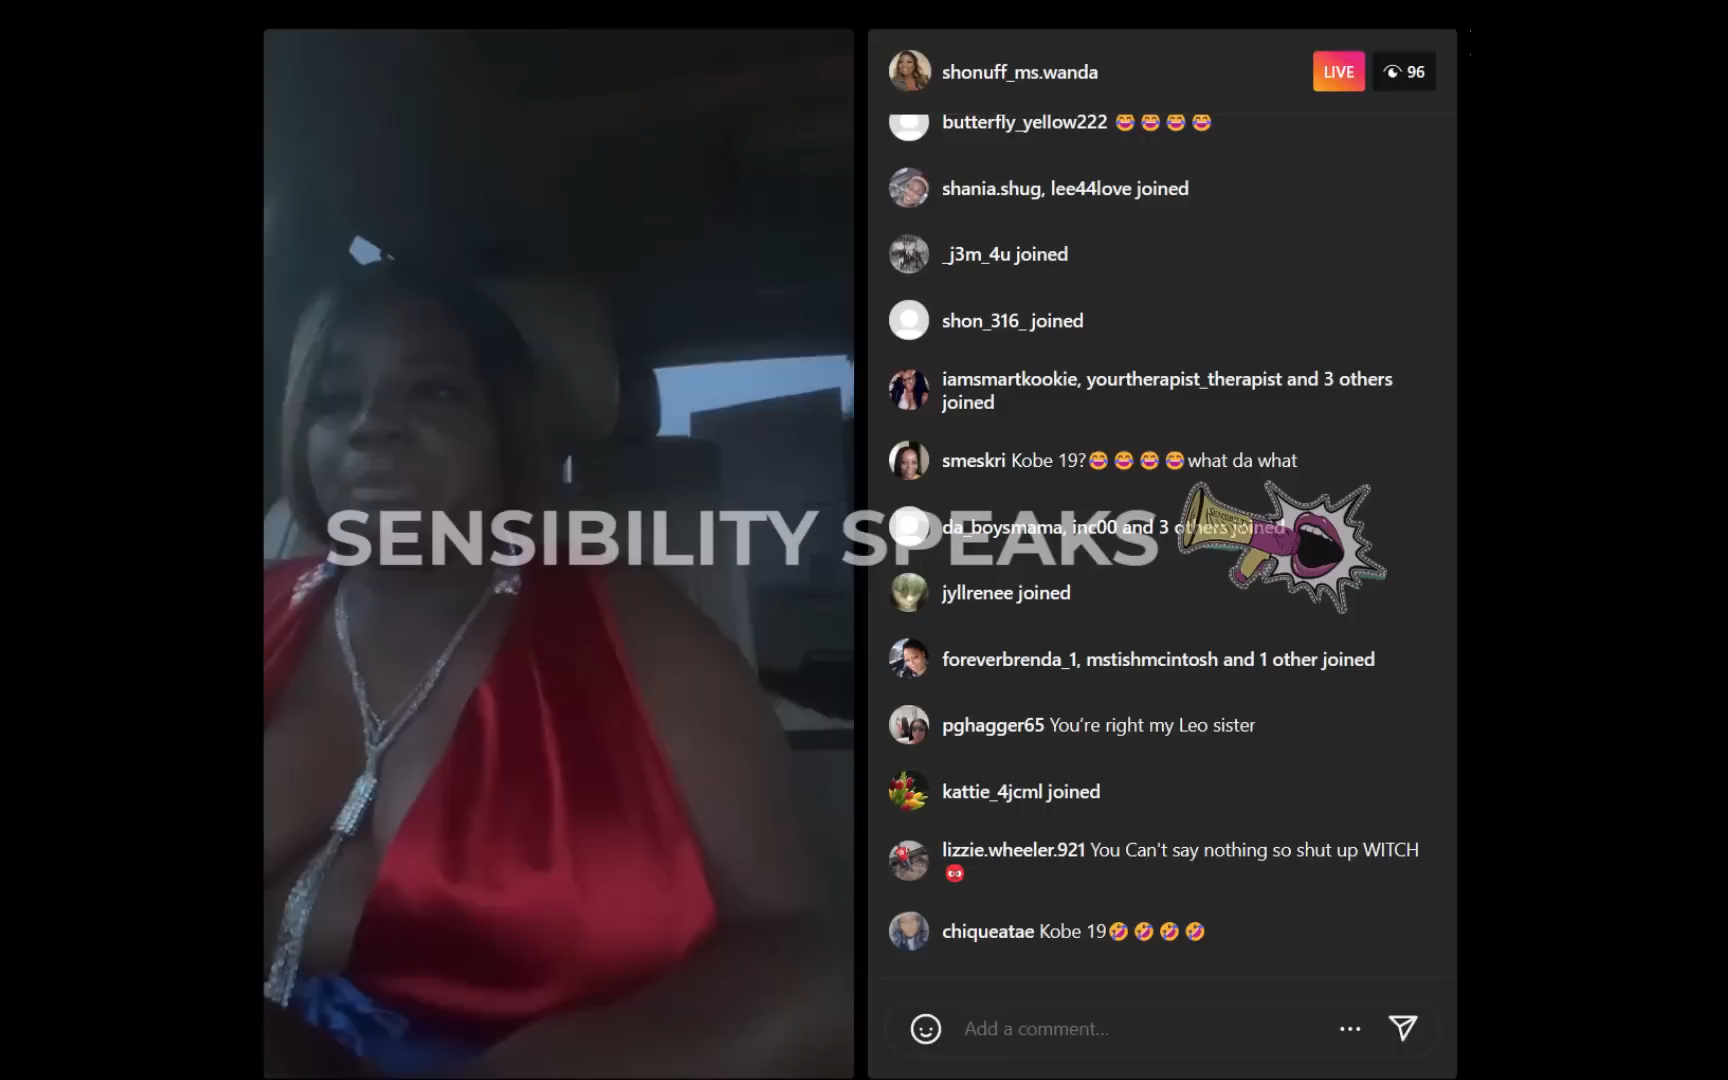 shonuff_ms.wanda
LIVE
96
butterfly_yellow222 😂😂😂😂
shania.shug, lee44love joined
_j3m_4u joined
shon_316_ joined
iamsmartkookie, yourtherapist_therapist and 3 others
joined
smeskri Kobe 19?😂😂😂😂what da what
SENSIBILITY SPEAKS
da_boysmama, inc00 and 3 others joined
jyllrenee joined
foreverbrenda_1, mstishmcintosh and 1 other joined
pghagger65 You’re right my Leo sister
kattie_4jcml joined
lizzie.wheeler.921 You Can't say nothing so shut up WITCH
chiqueatae Kobe 19🤣🤣🤣🤣
Add a comment...